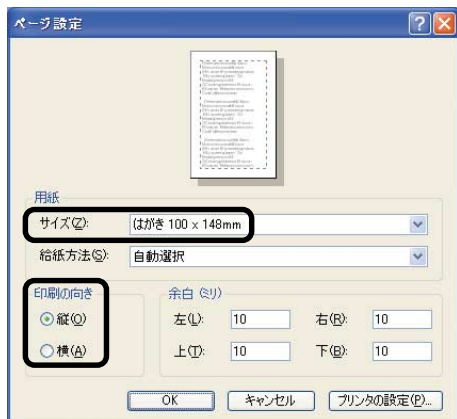 ページ設定
用紙
サイズ(Z): はがき 100 x 148mm
給紙方法(S): 自動選択
印刷の向き
縦(O)
横(A)
余白 (ミリ)
左(L): 10 右(R): 10
上(T): 10 下(B): 10
OK キャンセル プリンタの設定(P)...